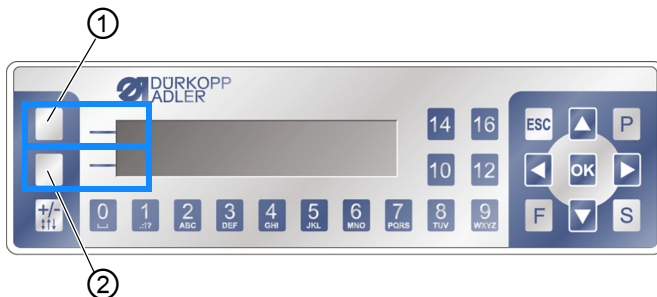 1
DÜRKOPP
ADLER
14 16 ESC P
10 12 OK
+/- 0 1 .:!? 2 ABC 3 DEF 4 GHI 5 JKL 6 MNO 7 PQRS 8 TUV 9 WXYZ F S
2